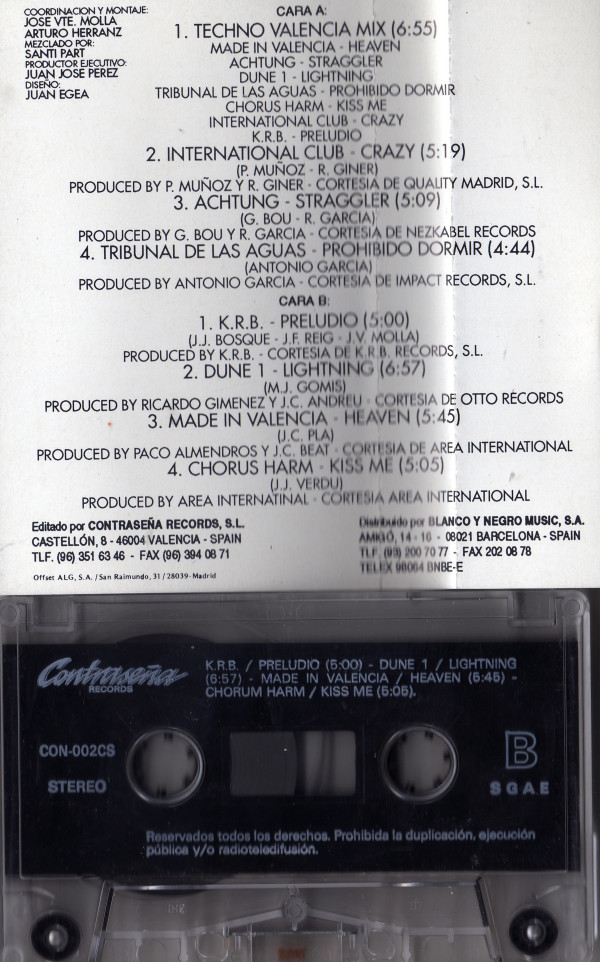 COORDINACION Y MONTAJE:
JOSE VTE. MOLLA
ARTURO HERRANZ
MEZCLADO POR:
SANTI PART
PRODUCTOR EJECUTIVO:
JUAN JOSE PEREZ
DISEÑO:
JUAN EGEA
CARA A:
1. TECHNO VALENCIA MIX (6:55)
MADE IN VALENCIA - HEAVEN
ACHTUNG - STRAGGLER
DUNE 1 - LIGHTNING
TRIBUNAL DE LAS AGUAS - PROHIBIDO DORMIR
CHORUS HARM - KISS ME
INTERNATIONAL CLUB - CRAZY
K.R.B. - PRELUDIO
2. INTERNATIONAL CLUB - CRAZY (5:19)
(P. MUÑOZ - R. GINER)
PRODUCED BY P. MUÑOZ Y R. GINER - CORTESIA DE QUALITY MADRID, S.L.
3. ACHTUNG - STRAGGLER (5:09)
(G. BOU - R. GARCIA)
PRODUCED BY G. BOU Y R. GARCIA - CORTESIA DE NEZKABEL RECORDS
4. TRIBUNAL DE LAS AGUAS - PROHIBIDO DORMIR (4:44)
(ANTONIO GARCIA)
PRODUCED BY ANTONIO GARCIA - CORTESIA DE IMPACT RECORDS, S.L.
CARA B:
1. K.R.B. - PRELUDIO (5:00)
(J.J. BOSQUE - J.F. REIG - J.V. MOLLA)
PRODUCED BY K.R.B. - CORTESIA DE K.R.B. RECORDS, S.L.
2. DUNE 1 - LIGHTNING (6:57)
(M.J. GOMIS)
PRODUCED BY RICARDO GIMENEZ Y J.C. ANDREU - CORTESIA DE OTTO RECORDS
3. MADE IN VALENCIA - HEAVEN (5:45)
(J.C. PLA)
PRODUCED BY PACO ALMENDROS Y J.C. BEAT - CORTESIA DE AREA INTERNATIONAL
4. CHORUS HARM - KISS ME (5:05)
(J.J. VERDU)
PRODUCED BY AREA INTERNATINAL - CORTESIA AREA INTERNATIONAL
Editado por CONTRASEÑA RECORDS, S.L.
CASTELLÓN, 8 - 46004 VALENCIA - SPAIN
TLF. (96) 351 63 46 - FAX (96) 394 08 71
Offset ALG, S.A. / San Raimundo, 31 / 28039 - Madrid
Distribuido por BLANCO Y NEGRO MUSIC, S.A.
AMIGÓ, 14 - 16 - 08021 BARCELONA - SPAIN
TLF. (93) 200 70 77 - FAX 202 08 78
TELEX 98064 BNBE-E
Contraseña
RECORDS
K.R.B. / PRELUDIO (5:00) - DUNE 1 / LIGHTNING
(6:57) - MADE IN VALENCIA / HEAVEN (5:45) -
CHORUM HARM / KISS ME (5:05).
CON-002CS
STEREO
B
SGAE
Reservados todos los derechos. Prohibida la duplicación, ejecución
pública y/o radioteledifusión.